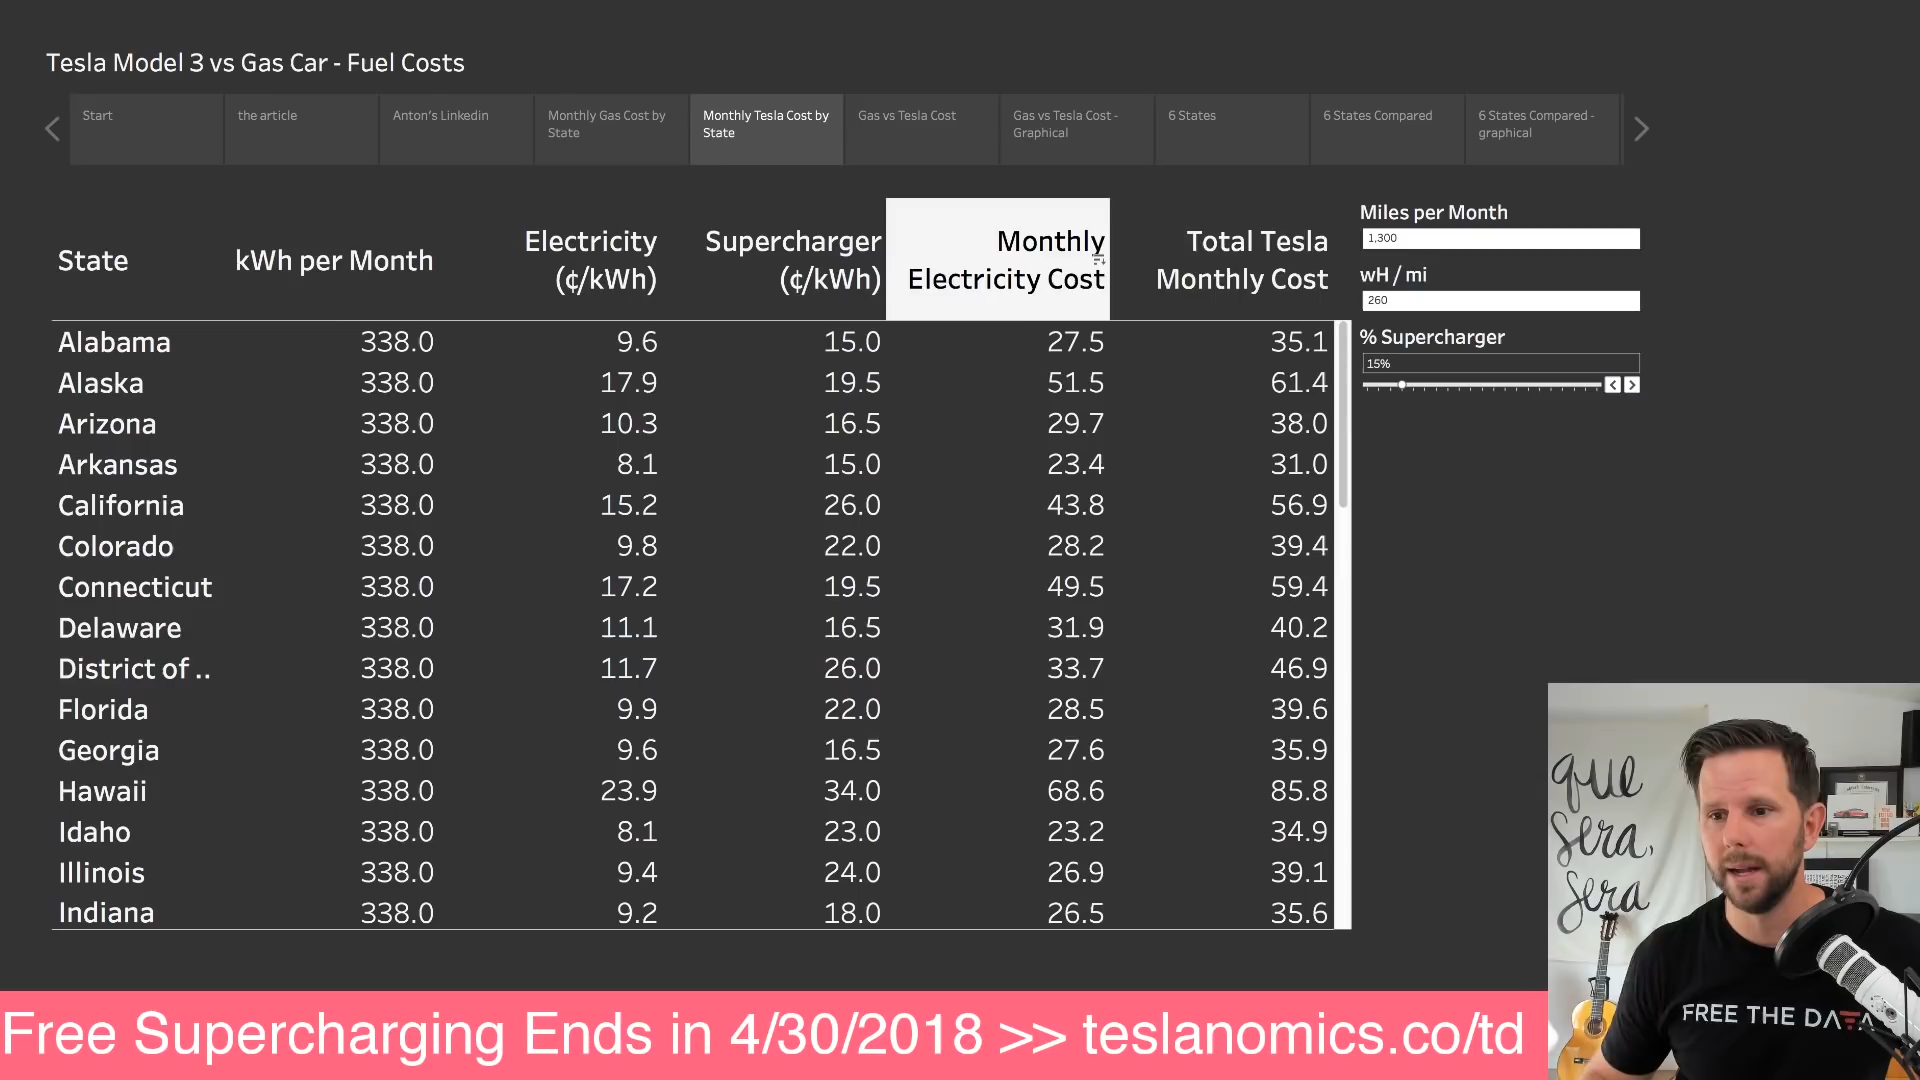 Tesla Model 3 vs Gas Car - Fuel Costs
Start
the article
Anton's Linkedin
Monthly Gas Cost by
State
Monthly Tesla Cost by
State
Gas vs Tesla Cost
Gas vs Tesla Cost -
Graphical
6 States
6 States Compared
6 States Compared -
graphical
State kWh per Month Electricity (¢/kWh) Supercharger (¢/kWh) Monthly Electricity Cost Total Tesla Monthly Cost
Alabama 338.0 9.6 15.0 27.5 35.1
Alaska 338.0 17.9 19.5 51.5 61.4
Arizona 338.0 10.3 16.5 29.7 38.0
Arkansas 338.0 8.1 15.0 23.4 31.0
California 338.0 15.2 26.0 43.8 56.9
Colorado 338.0 9.8 22.0 28.2 39.4
Connecticut 338.0 17.2 19.5 49.5 59.4
Delaware 338.0 11.1 16.5 31.9 40.2
District of .. 338.0 11.7 26.0 33.7 46.9
Florida 338.0 9.9 22.0 28.5 39.6
Georgia 338.0 9.6 16.5 27.6 35.9
Hawaii 338.0 23.9 34.0 68.6 85.8
Idaho 338.0 8.1 23.0 23.2 34.9
Illinois 338.0 9.4 24.0 26.9 39.1
Indiana 338.0 9.2 18.0 26.5 35.6
Miles per Month
1,300
wH / mi
260
% Supercharger
15%
que
sera,
sera
FREE THE DATA
Free Supercharging Ends in 4/30/2018 >> teslanomics.co/td